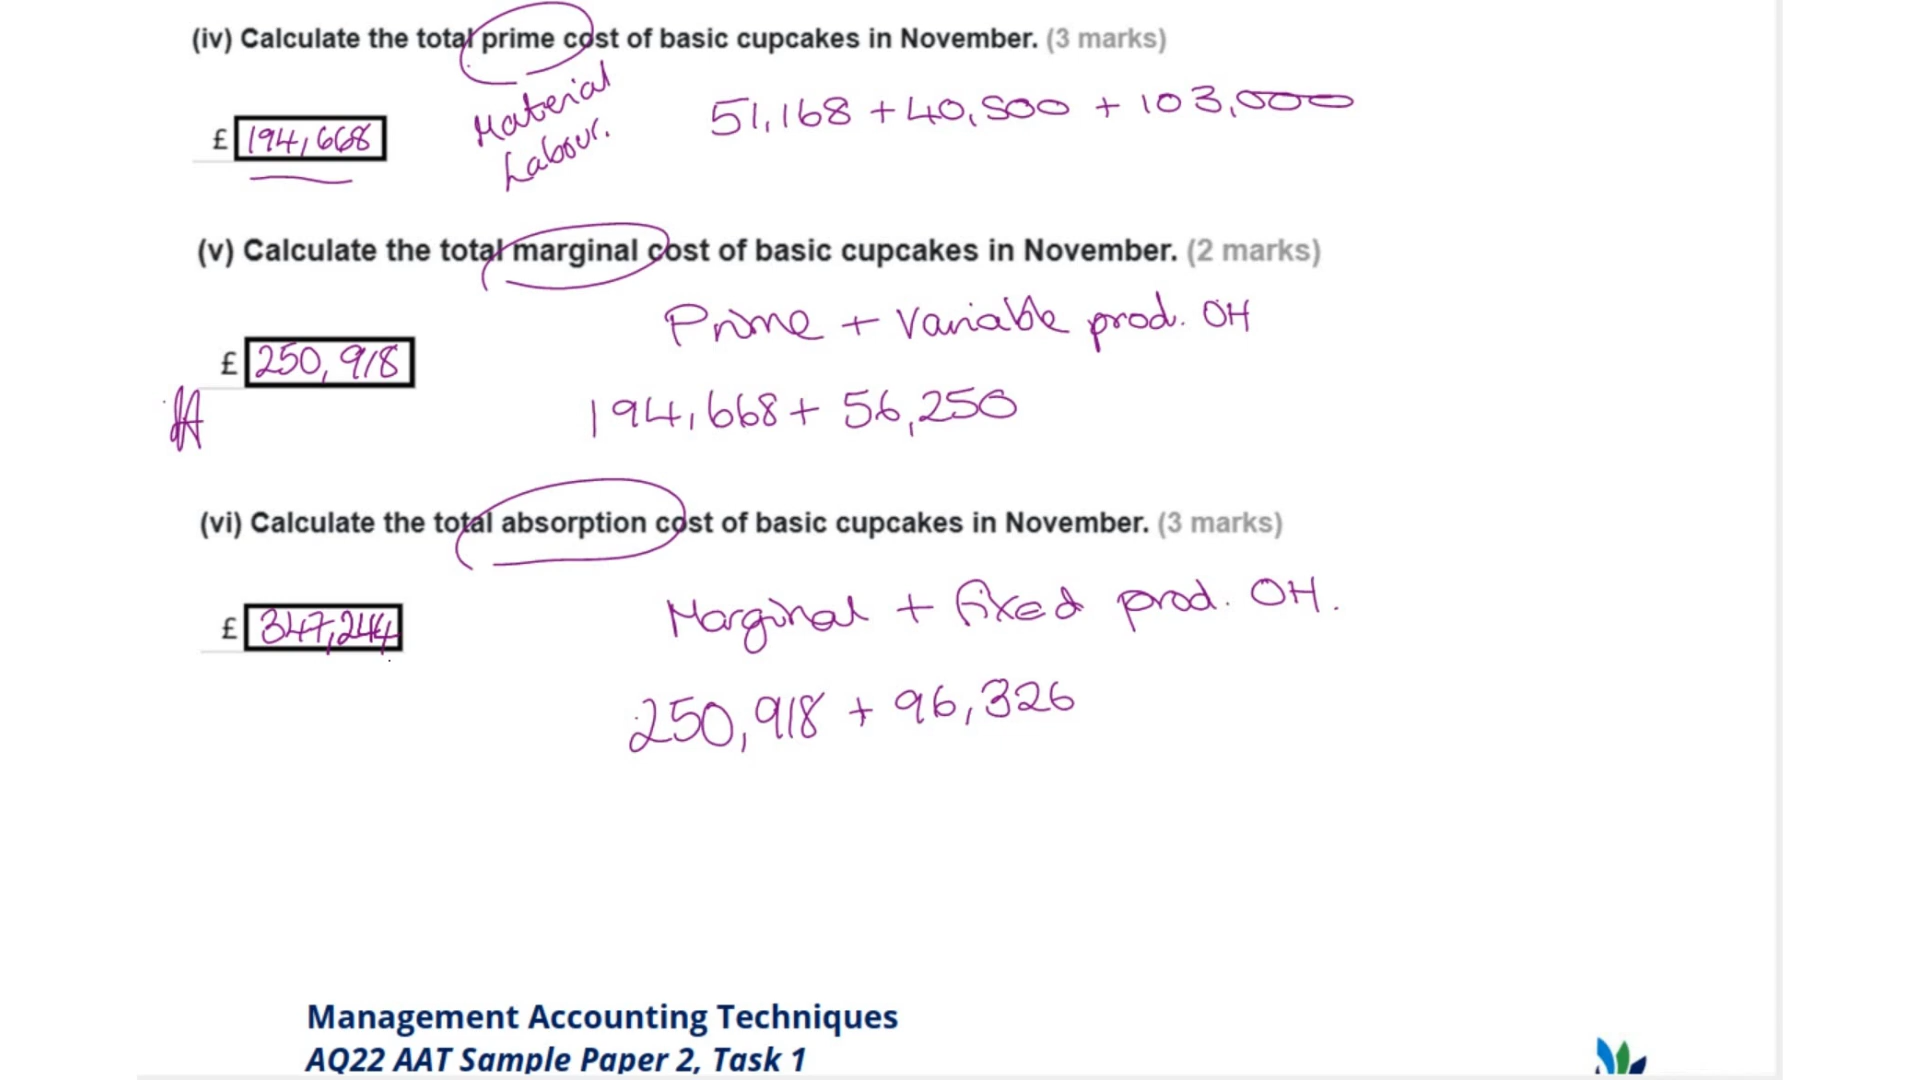 (iv) Calculate the total prime cost of basic cupcakes in November. (3 marks)
Material
Labour.
51,168 + 40,500 + 103,000
£ 194,668
(v) Calculate the total marginal cost of basic cupcakes in November. (2 marks)
Prime + Variable prod. OH
£ 250,918
194,668 + 56,250
(vi) Calculate the total absorption cost of basic cupcakes in November. (3 marks)
Marginal + fixed prod. OH.
£ 347,244
250,918 + 96,326
Management Accounting Techniques
AQ22 AAT Sample Paper 2, Task 1